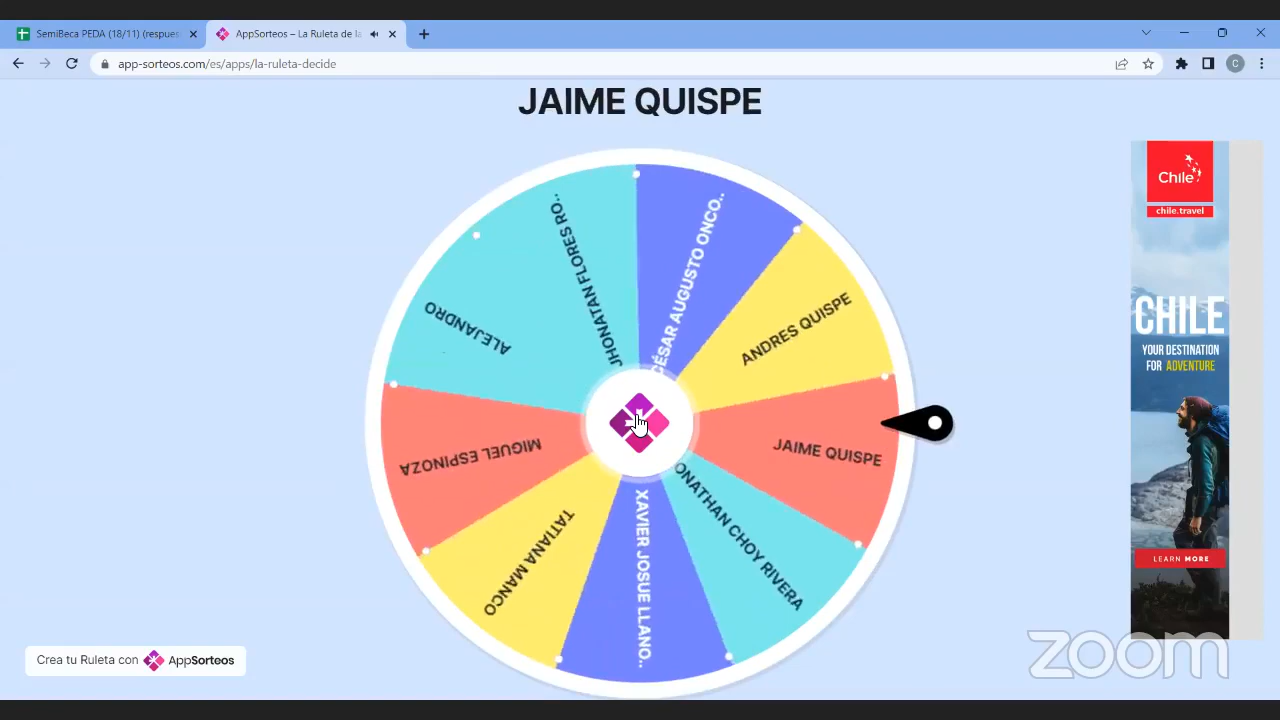 SemiBeca PEDA (18/11) (respues
AppSorteos – La Ruleta de la
app-sorteos.com/es/apps/la-ruleta-decide
C
JAIME QUISPE
JHONATAN FLORES RO..
CÉSAR AUGUSTO ONCO..
ANDRES QUISPE
JAIME QUISPE
ONATHAN CHOY RIVERA
XAVIER JOSUE LLANO..
TATIANA MANCO
MIGUEL ESPINOZA
ALEJANDRO
Chile
chile.travel
CHILE
YOUR DESTINATION
FOR ADVENTURE
LEARN MORE
Crea tu Ruleta con AppSorteos
zoom